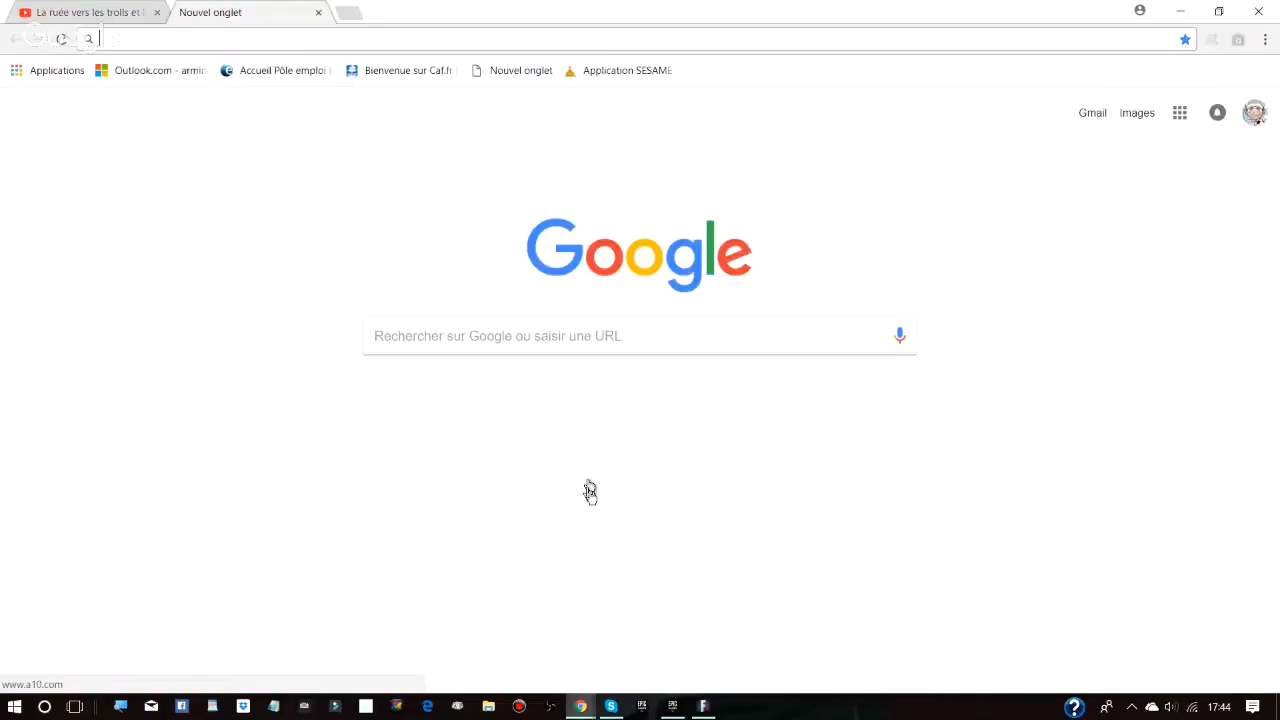 La ruée vers les trolls et
Nouvel onglet
Applications
Outlook.com - armin
Accueil Pôle emploi
Bienvenue sur Caf.fr
Nouvel onglet
Application SESAME
Gmail Images
Google
Rechercher sur Google ou saisir une URL
www.a10.com
17:44